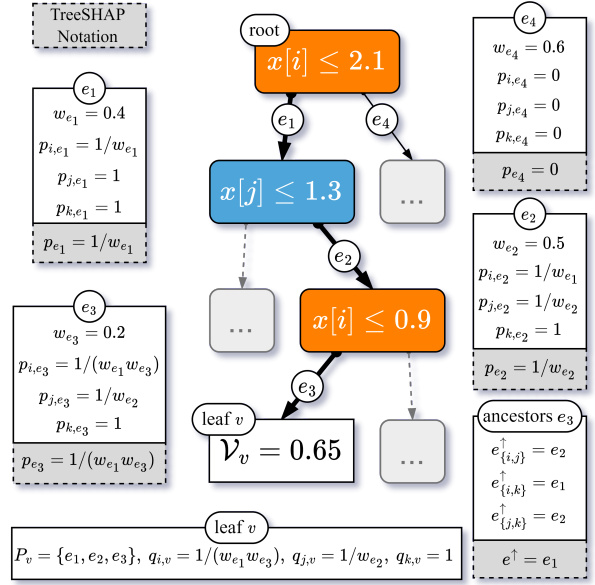 TreeSHAP
Notation
root
x[i] ≤ 2.1
e₁
e₄
x[j] ≤ 1.3
...
e₂
...
x[i] ≤ 0.9
e₃
...
leaf v
𝒱ᵥ = 0.65
e₁
w_{e₁} = 0.4
p_{i,e₁} = 1/w_{e₁}
p_{j,e₁} = 1
p_{k,e₁} = 1
p_{e₁} = 1/w_{e₁}
e₃
w_{e₃} = 0.2
p_{i,e₃} = 1/(w_{e₁}w_{e₃})
p_{j,e₃} = 1/w_{e₂}
p_{k,e₃} = 1
p_{e₃} = 1/(w_{e₁}w_{e₃})
e₄
w_{e₄} = 0.6
p_{i,e₄} = 0
p_{j,e₄} = 0
p_{k,e₄} = 0
p_{e₄} = 0
e₂
w_{e₂} = 0.5
p_{i,e₂} = 1/w_{e₁}
p_{j,e₂} = 1/w_{e₂}
p_{k,e₂} = 1
p_{e₂} = 1/w_{e₂}
ancestors e₃
e^↑_{{i,j}} = e₂
e^↑_{{i,k}} = e₁
e^↑_{{j,k}} = e₂
e^↑ = e₁
leaf v
P_v = {e₁, e₂, e₃}, q_{i,v} = 1/(w_{e₁}w_{e₃}), q_{j,v} = 1/w_{e₂}, q_{k,v} = 1